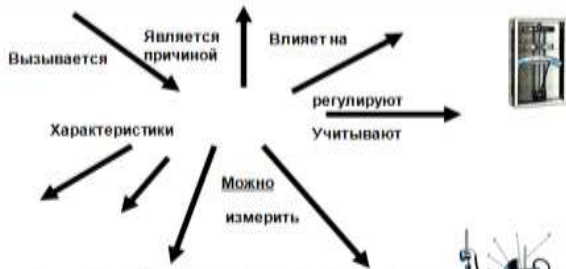 Вызывается
Является
причиной
Влияет на
регулируют
Учитывают
Характеристики
Можно
измерить